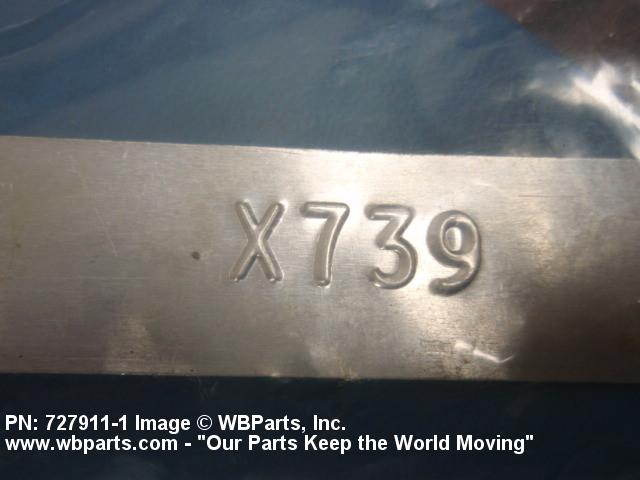 X739
PN: 727911-1 Image © WBParts, Inc.
www.wbparts.com - "Our Parts Keep the World Moving"